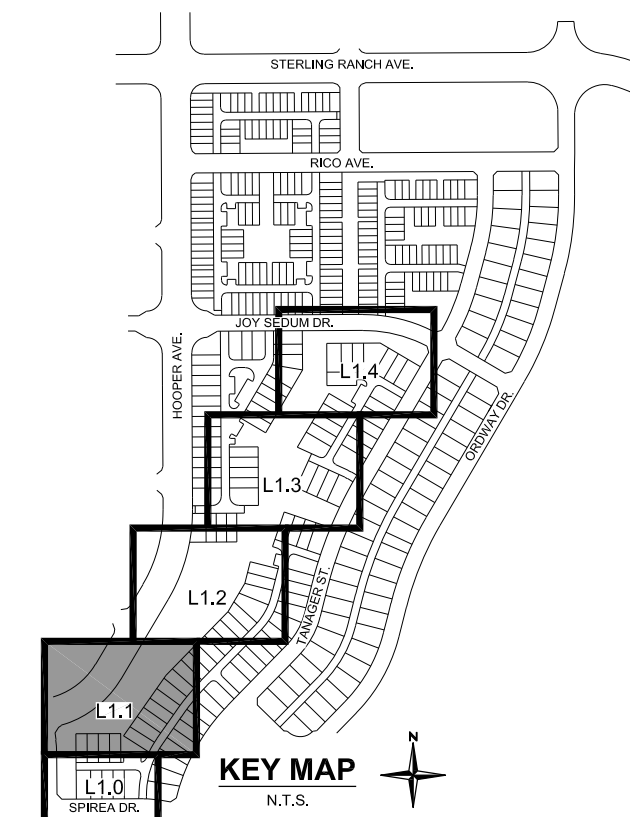 STERLING RANCH AVE.
RICO AVE.
JOY SEDUM DR.
HOOPER AVE.
L1.4
ORDWAY DR.
L1.3
TANAGER ST.
L1.2
L1.1
L1.0
SPIREA DR.
KEY MAP
N.T.S.
N